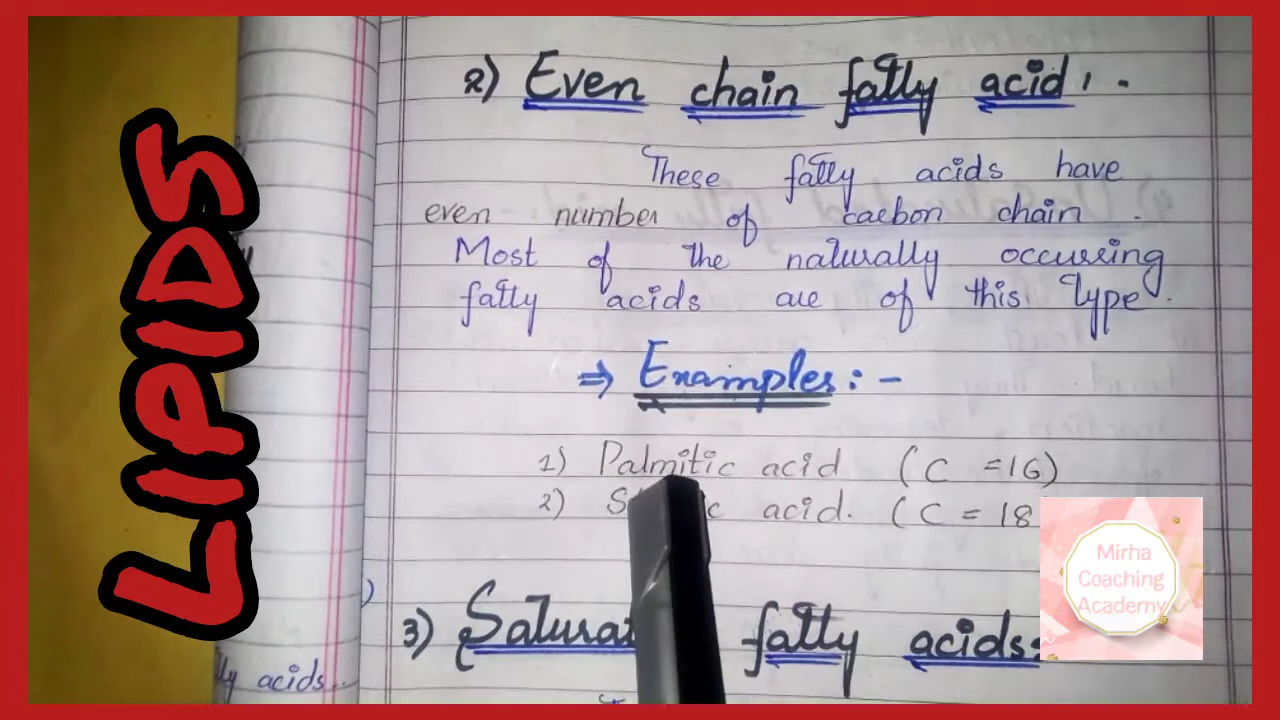 LIPIDS
2) Even chain fatty acid :-
These fatty acids have
even number of carbon chain .
Most of the naturally occurring
fatty acids are of this type .
⇒ Examples :-
1) Palmitic acid (C =16)
2) acid. (C = 18
3) fatty acids:
acids.
Mirha
Coaching
Academy